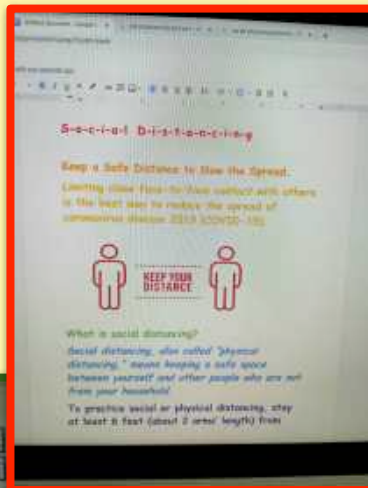 S-o-c-i-a-l D-i-s-t-a-n-c-i-n-g
Keep a Safe Distance to Slow the Spread.
Limiting close face-to-face contact with others
is the best way to reduce the spread of
coronavirus disease 2019 (COVID-19).
KEEP YOUR
DISTANCE
What is social distancing?
Social distancing, also called "physical
distancing," means keeping a safe space
between yourself and other people who are not
from your household.
To practice social or physical distancing, stay
at least 6 feet (about 2 arms' length) from